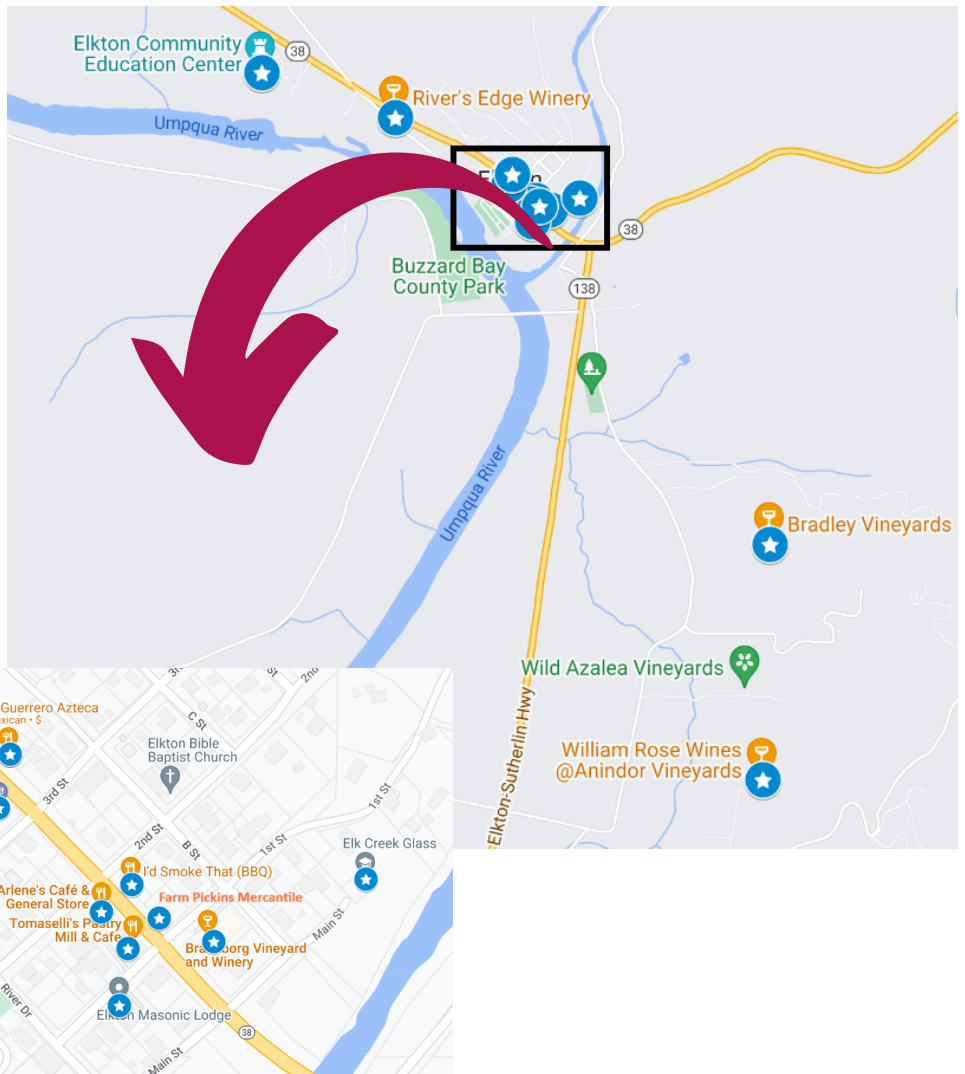 Elkton Community
Education Center
38
River's Edge Winery
Umpqua River
38
Buzzard Bay
County Park
138
Umpqua River
Bradley Vineyards
Wild Azalea Vineyards
Elkton-Sutherlin Hwy
William Rose Wines
@Anindor Vineyards
2nd
Guerrero Azteca
xican • $
C St
Elkton Bible
Baptist Church
3rd St
1st St
2nd St
B St
1st St
Elk Creek Glass
I'd Smoke That (BBQ)
Arlene's Café &
General Store
Farm Pickins Mercantile
Tomaselli's Pastry
Mill & Cafe
Main St
Vineyard
and Winery
River Dr
Masonic Lodge
38
Main St